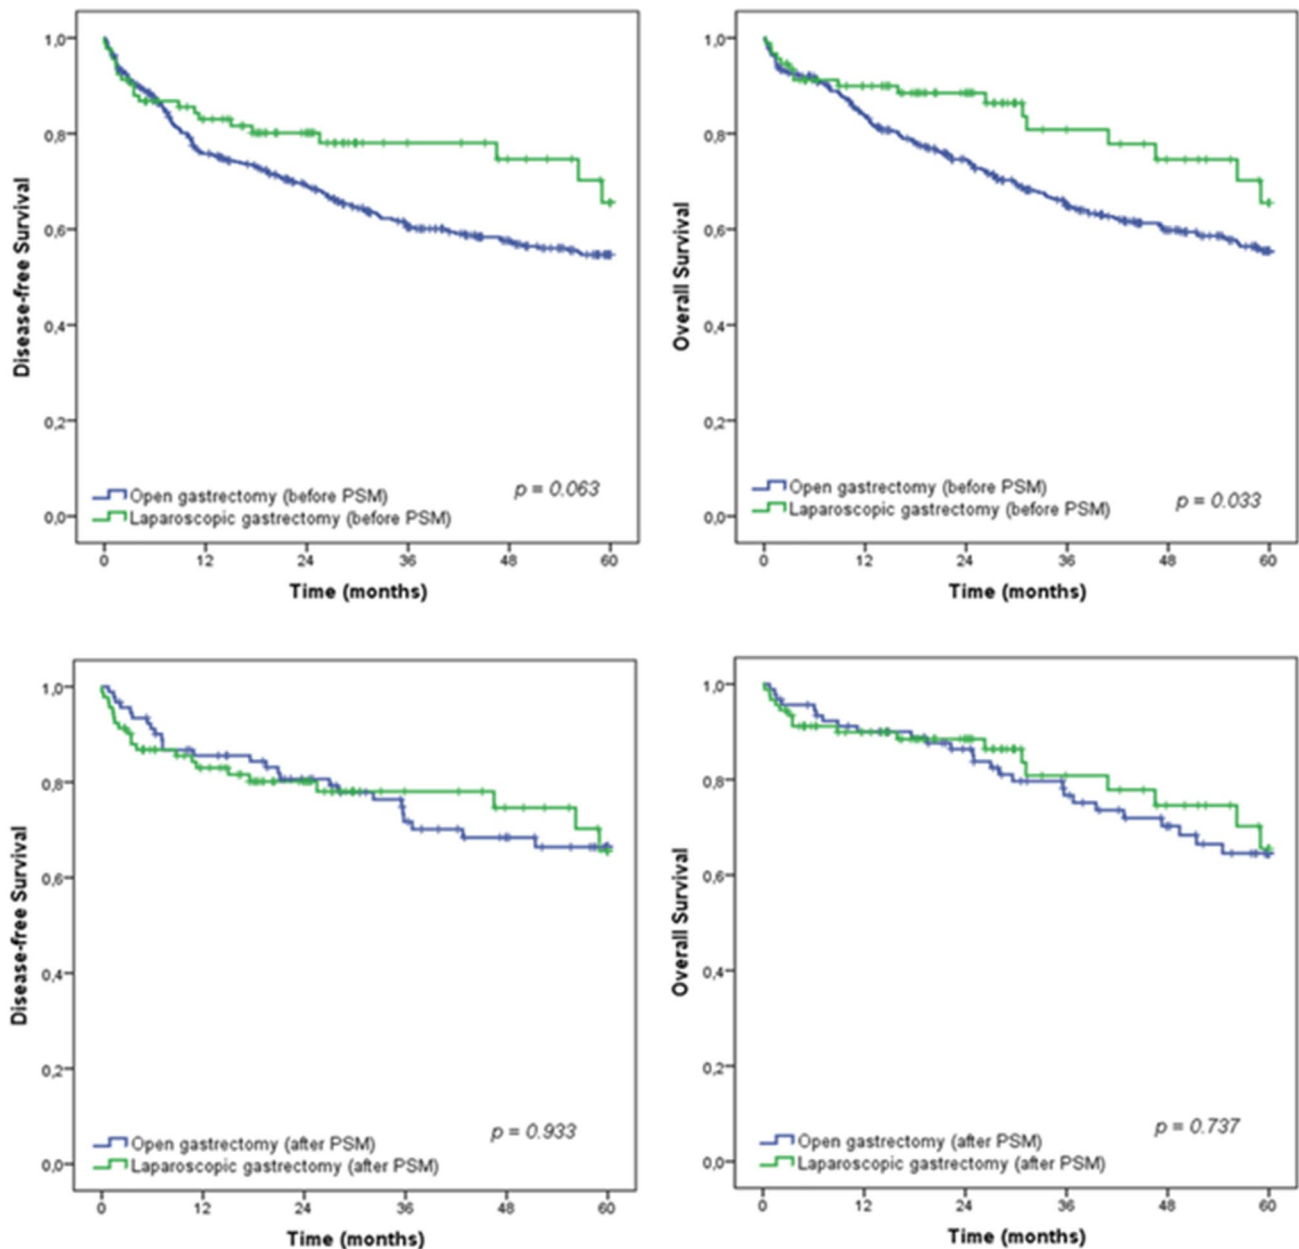 1,0
0,8
0,6
0,4
0,2
0,0
Disease-free Survival
Open gastrectomy (before PSM)
Laparoscopic gastrectomy (before PSM)
p = 0.063
0 12 24 36 48 60
Time (months)
1,0
0,8
0,6
0,4
0,2
0,0
Overall Survival
Open gastrectomy (before PSM)
Laparoscopic gastrectomy (before PSM)
p = 0.033
0 12 24 36 48 60
Time (months)
1,0
0,8
0,6
0,4
0,2
0,0
Disease-free Survival
Open gastrectomy (after PSM)
Laparoscopic gastrectomy (after PSM)
p = 0.933
0 12 24 36 48 60
Time (months)
1,0
0,8
0,6
0,4
0,2
0,0
Overall Survival
Open gastrectomy (after PSM)
Laparoscopic gastrectomy (after PSM)
p = 0.737
0 12 24 36 48 60
Time (months)